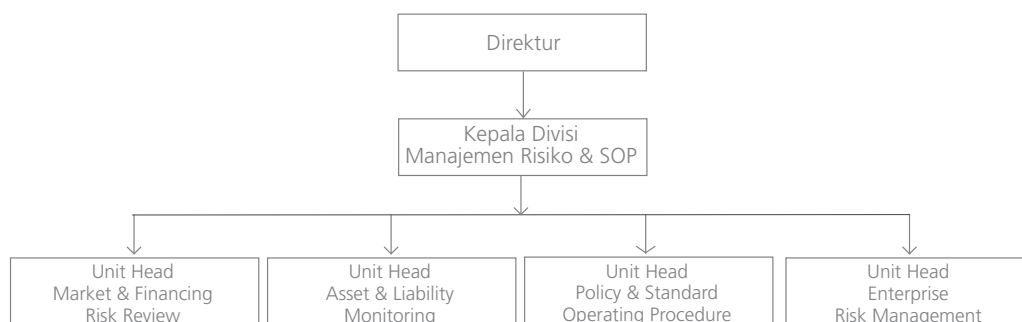 Direktur
Kepala Divisi
Manajemen Risiko & SOP
Unit Head
Market & Financing
Risk Review
Unit Head
Asset & Liability
Monitoring
Unit Head
Policy & Standard
Operating Procedure
Unit Head
Enterprise
Risk Management